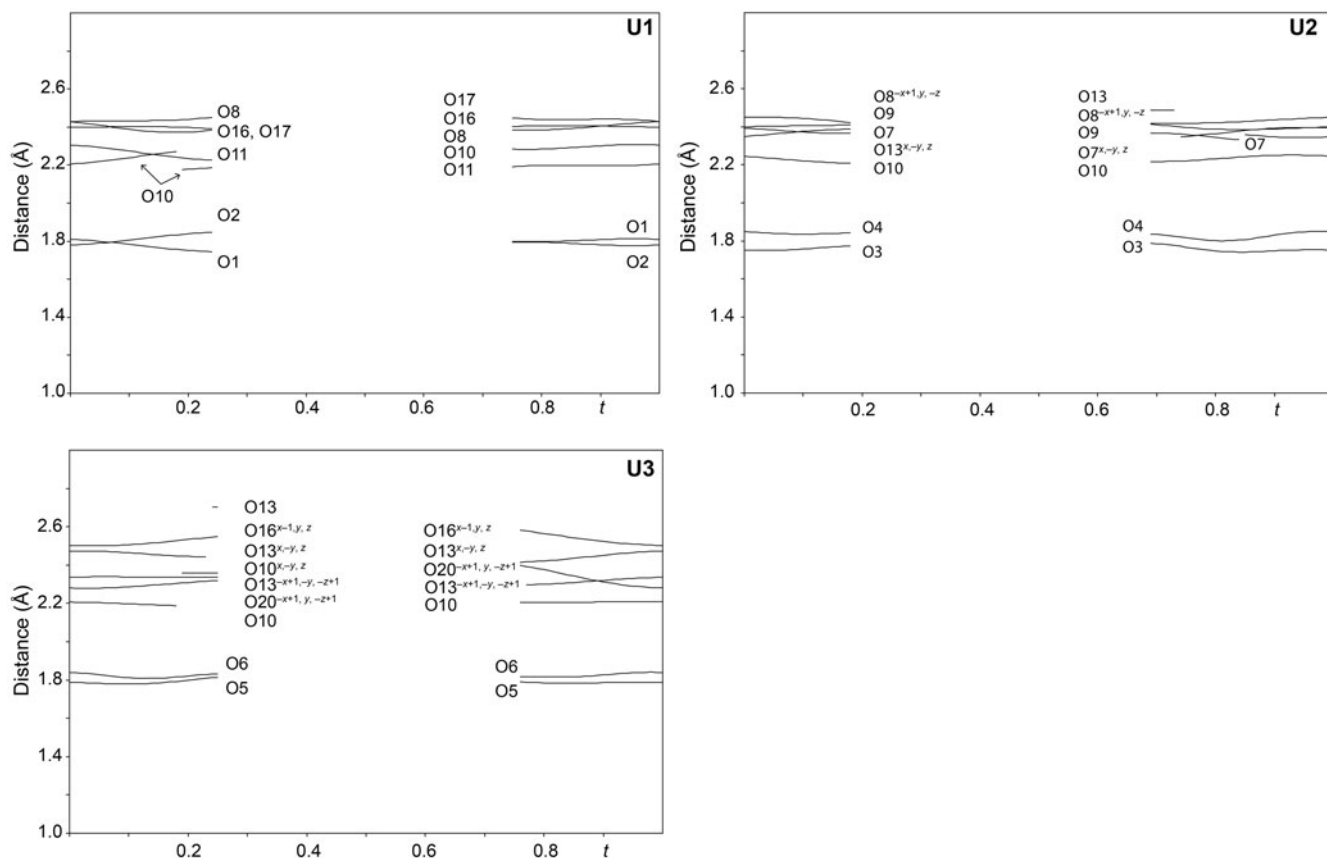 U1
Distance (Å)
2.6
2.2
1.8
1.4
1.0
O8
O16, O17
O11
O10
O2
O1
O17
O16
O8
O10
O11
O1
O2
0.2 0.4 0.6 0.8 t
U2
Distance (Å)
2.6
2.2
1.8
1.4
1.0
O8⁻ˣ⁺¹,ʸ, ⁻ᶻ
O9
O7
O13ˣ,⁻ʸ, ᶻ
O10
O4
O3
O13
O8⁻ˣ⁺¹,ʸ, ⁻ᶻ
O9
O7
O7ˣ,⁻ʸ, ᶻ
O10
O4
O3
0.2 0.4 0.6 0.8 t
U3
Distance (Å)
2.6
2.2
1.8
1.4
1.0
O13
O16ˣ⁻¹,ʸ, ᶻ
O13ˣ,⁻ʸ, ᶻ
O10ˣ,⁻ʸ, ᶻ
O13⁻ˣ⁺¹,⁻ʸ, ⁻ᶻ⁺¹
O20⁻ˣ⁺¹, ʸ, ⁻ᶻ⁺¹
O10
O6
O5
O16ˣ⁻¹,ʸ, ᶻ
O13ˣ,⁻ʸ, ᶻ
O20⁻ˣ⁺¹, ʸ, ⁻ᶻ⁺¹
O13⁻ˣ⁺¹,⁻ʸ, ⁻ᶻ⁺¹
O10
O6
O5
0.2 0.4 0.6 0.8 t